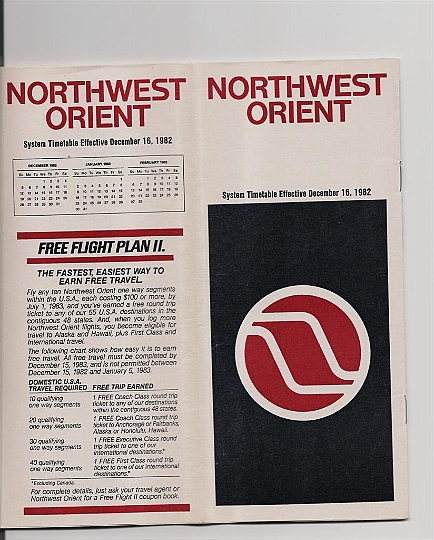 NORTHWEST
ORIENT
System Timetable Effective December 16, 1982
DECEMBER 1982
JANUARY 1983
FEBRUARY 1983
FREE FLIGHT PLAN II.
THE FASTEST, EASIEST WAY TO
EARN FREE TRAVEL.
Fly any ten Northwest Orient one way segments
within the U.S.A., each costing $100 or more, by
July 1, 1983, and you've earned a free round trip
ticket to any of our 55 U.S.A. destinations in the
contiguous 48 states. And, when you log more
Northwest Orient flights, you become eligible for
travel to Alaska and Hawaii, plus First Class and
International travel.
The following chart shows how easy it is to earn
free travel. All free travel must be completed by
December 15, 1983, and is not permitted between
December 15, 1982 and January 5, 1983.
DOMESTIC U.S.A.
TRAVEL REQUIRED FREE TRIP EARNED
10 qualifying
one way segments
1 FREE Coach Class round trip
ticket to any of our destinations
within the contiguous 48 states.
20 qualifying
one way segments
1 FREE Coach Class round trip
ticket to Anchorage or Fairbanks,
Alaska or Honolulu, Hawaii.
30 qualifying
one way segments
1 FREE Executive Class round
trip ticket to one of our
international destinations.*
40 qualifying
one way segments
1 FREE First Class round trip
ticket to one of our international
destinations.*
*Excluding Canada.
For complete details, just ask your travel agent or
Northwest Orient for a Free Flight II coupon book.
NORTHWEST
ORIENT
System Timetable Effective December 16, 1982